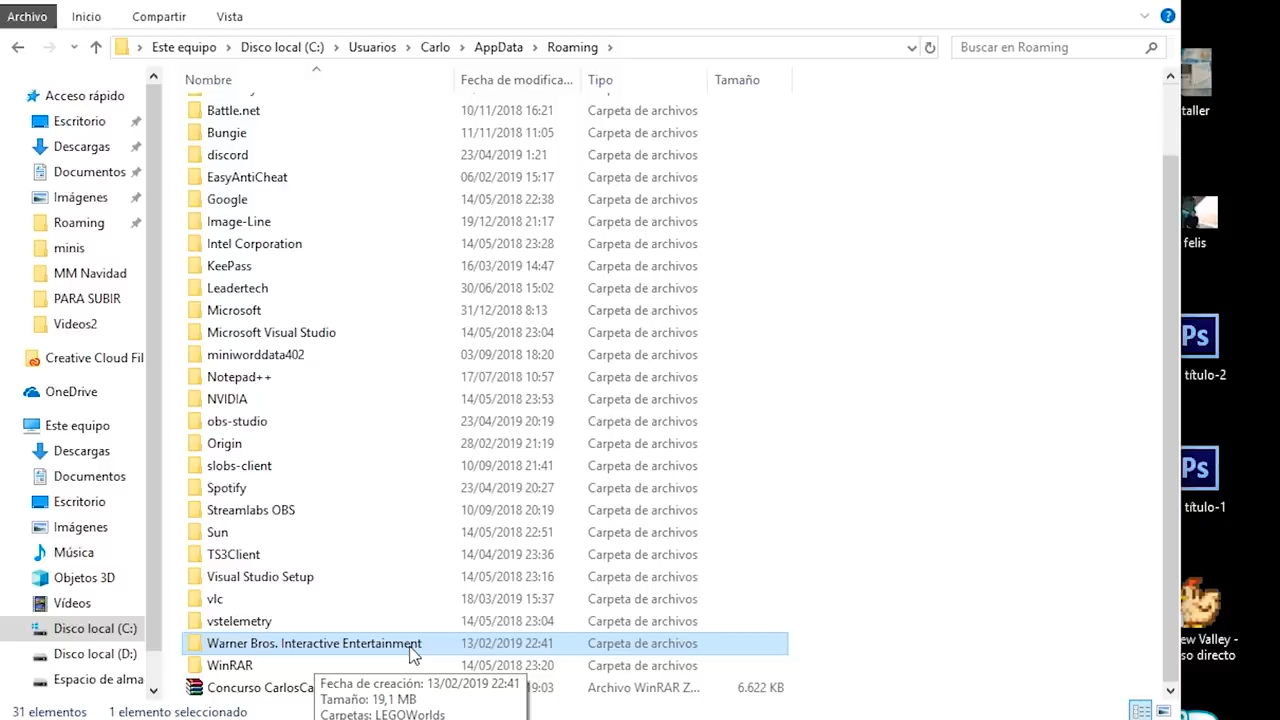 Archivo Inicio Compartir Vista
Este equipo Disco local (C:) Usuarios Carlo AppData Roaming
Buscar en Roaming
Nombre Fecha de modifica... Tipo Tamaño
Acceso rápido
Escritorio
Descargas
Documentos
Imágenes
Roaming
minis
MM Navidad
PARA SUBIR
Videos2
Creative Cloud Fil
OneDrive
Este equipo
Descargas
Documentos
Escritorio
Imágenes
Música
Objetos 3D
Vídeos
Disco local (C:)
Disco local (D:)
Espacio de alma
Battle.net 10/11/2018 16:21 Carpeta de archivos
Bungie 11/11/2018 11:05 Carpeta de archivos
discord 23/04/2019 1:21 Carpeta de archivos
EasyAntiCheat 06/02/2019 15:17 Carpeta de archivos
Google 14/05/2018 22:38 Carpeta de archivos
Image-Line 19/12/2018 21:17 Carpeta de archivos
Intel Corporation 14/05/2018 23:28 Carpeta de archivos
KeePass 16/03/2019 14:47 Carpeta de archivos
Leadertech 30/06/2018 15:02 Carpeta de archivos
Microsoft 31/12/2018 8:13 Carpeta de archivos
Microsoft Visual Studio 14/05/2018 23:04 Carpeta de archivos
miniworddata402 03/09/2018 18:20 Carpeta de archivos
Notepad++ 17/07/2018 10:57 Carpeta de archivos
NVIDIA 14/05/2018 23:53 Carpeta de archivos
obs-studio 23/04/2019 20:19 Carpeta de archivos
Origin 28/02/2019 21:19 Carpeta de archivos
slobs-client 10/09/2018 21:41 Carpeta de archivos
Spotify 23/04/2019 20:27 Carpeta de archivos
Streamlabs OBS 10/09/2018 20:19 Carpeta de archivos
Sun 14/05/2018 22:51 Carpeta de archivos
TS3Client 14/04/2019 23:36 Carpeta de archivos
Visual Studio Setup 14/05/2018 23:16 Carpeta de archivos
vlc 18/03/2019 15:37 Carpeta de archivos
vstelemetry 14/05/2018 23:04 Carpeta de archivos
Warner Bros. Interactive Entertainment 13/02/2019 22:41 Carpeta de archivos
WinRAR 14/05/2018 23:20 Carpeta de archivos
Concurso CarlosCa 19:03 Archivo WinRAR Z... 6.622 KB
Fecha de creación: 13/02/2019 22:41
Tamaño: 19,1 MB
Carpetas: LEGOWorlds
31 elementos 1 elemento seleccionado
taller
felis
Ps
título-2
Ps
título-1
ew Valley -
so directo